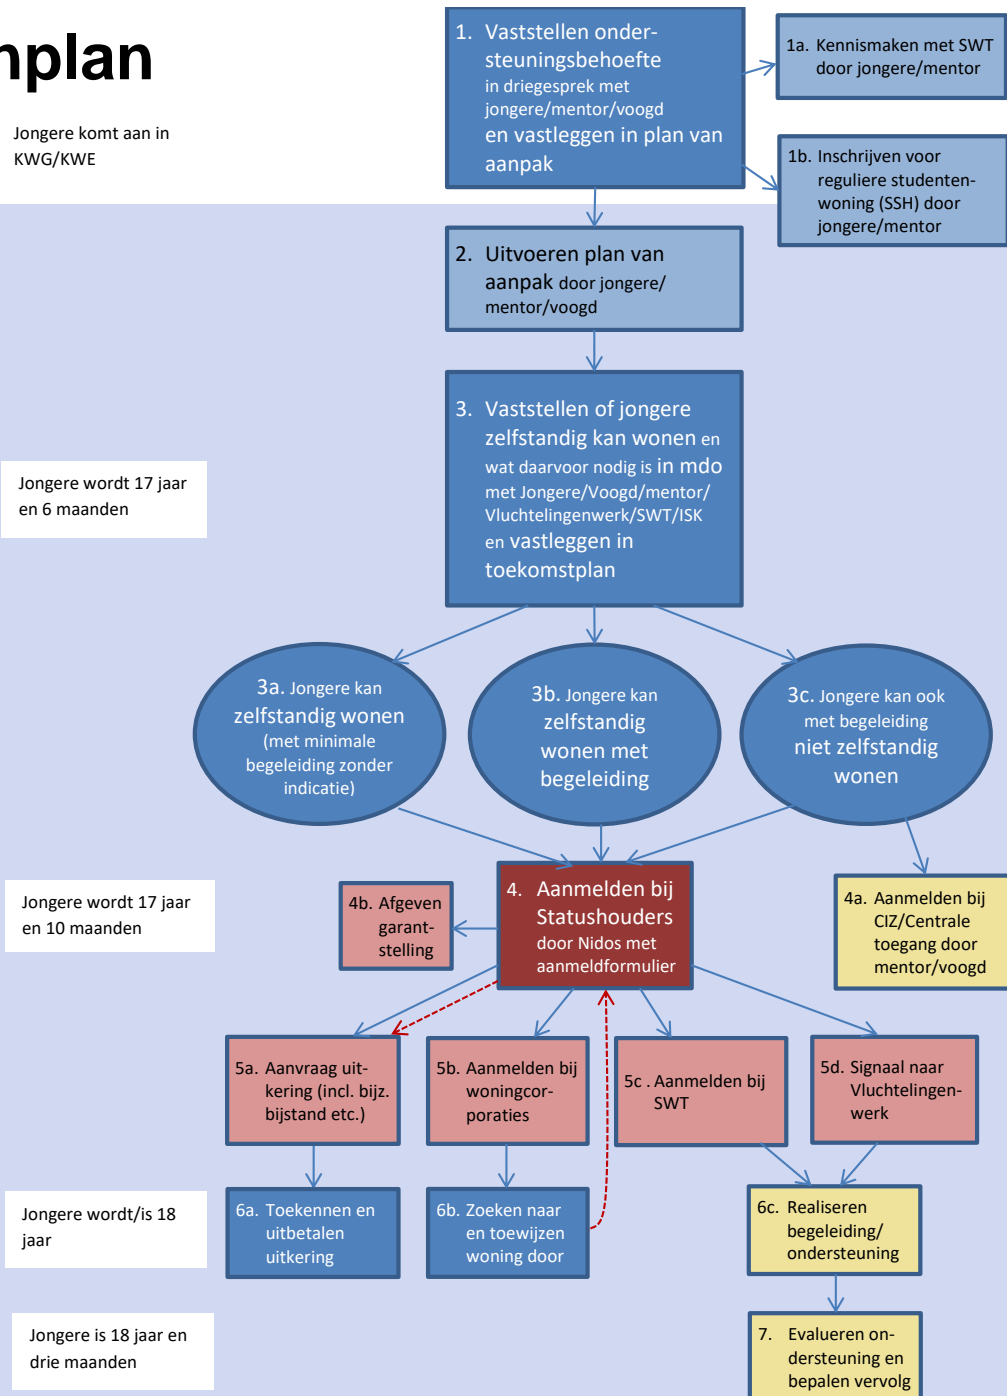 nplan
Jongere komt aan in
KWG/KWE
1. Vaststellen onder-
steuningsbehoefte
in driegesprek met
jongere/mentor/voogd
en vastleggen in plan van
aanpak
1a. Kennismaken met SWT
door jongere/mentor
1b. Inschrijven voor
reguliere studenten-
woning (SSH) door
jongere/mentor
2. Uitvoeren plan van
aanpak door jongere/
mentor/voogd
3. Vaststellen of jongere
zelfstandig kan wonen en
wat daarvoor nodig is in mdo
met Jongere/Voogd/mentor/
Vluchtelingenwerk/SWT/ISK
en vastleggen in
toekomstplan
Jongere wordt 17 jaar
en 6 maanden
3a. Jongere kan
zelfstandig wonen
(met minimale
begeleiding zonder
indicatie)
3b. Jongere kan
zelfstandig
wonen met
begeleiding
3c. Jongere kan ook
met begeleiding
niet zelfstandig
wonen
Jongere wordt 17 jaar
en 10 maanden
4b. Afgeven
garant-
stelling
4. Aanmelden bij
Statushouders
door Nidos met
aanmeldformulier
4a. Aanmelden bij
CIZ/Centrale
toegang door
mentor/voogd
5a. Aanvraag uit-
kering (incl. bijz.
bijstand etc.)
5b. Aanmelden bij
woningcor-
poraties
5c . Aanmelden bij
SWT
5d. Signaal naar
Vluchtelingen-
werk
Jongere wordt/is 18
jaar
6a. Toekennen en
uitbetalen
uitkering
6b. Zoeken naar
en toewijzen
woning door
6c. Realiseren
begeleiding/
ondersteuning
Jongere is 18 jaar en
drie maanden
7. Evalueren on-
dersteuning en
bepalen vervolg